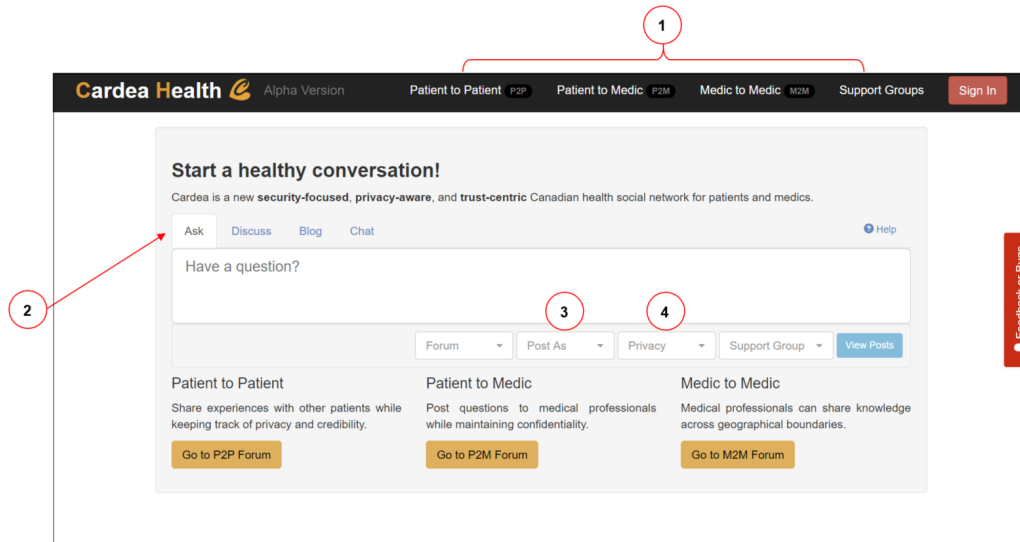 1
Cardea Health Alpha Version Patient to Patient P2P Patient to Medic P2M Medic to Medic M2M Support Groups Sign In
Start a healthy conversation!
Cardea is a new security-focused, privacy-aware, and trust-centric Canadian health social network for patients and medics.
Ask Discuss Blog Chat Help
Have a question?
2
3 4
Forum Post As Privacy Support Group View Posts
Feedback or Bugs
Patient to Patient Patient to Medic Medic to Medic
Share experiences with other patients while Post questions to medical professionals Medical professionals can share knowledge
keeping track of privacy and credibility. while maintaining confidentiality. across geographical boundaries.
Go to P2P Forum Go to P2M Forum Go to M2M Forum